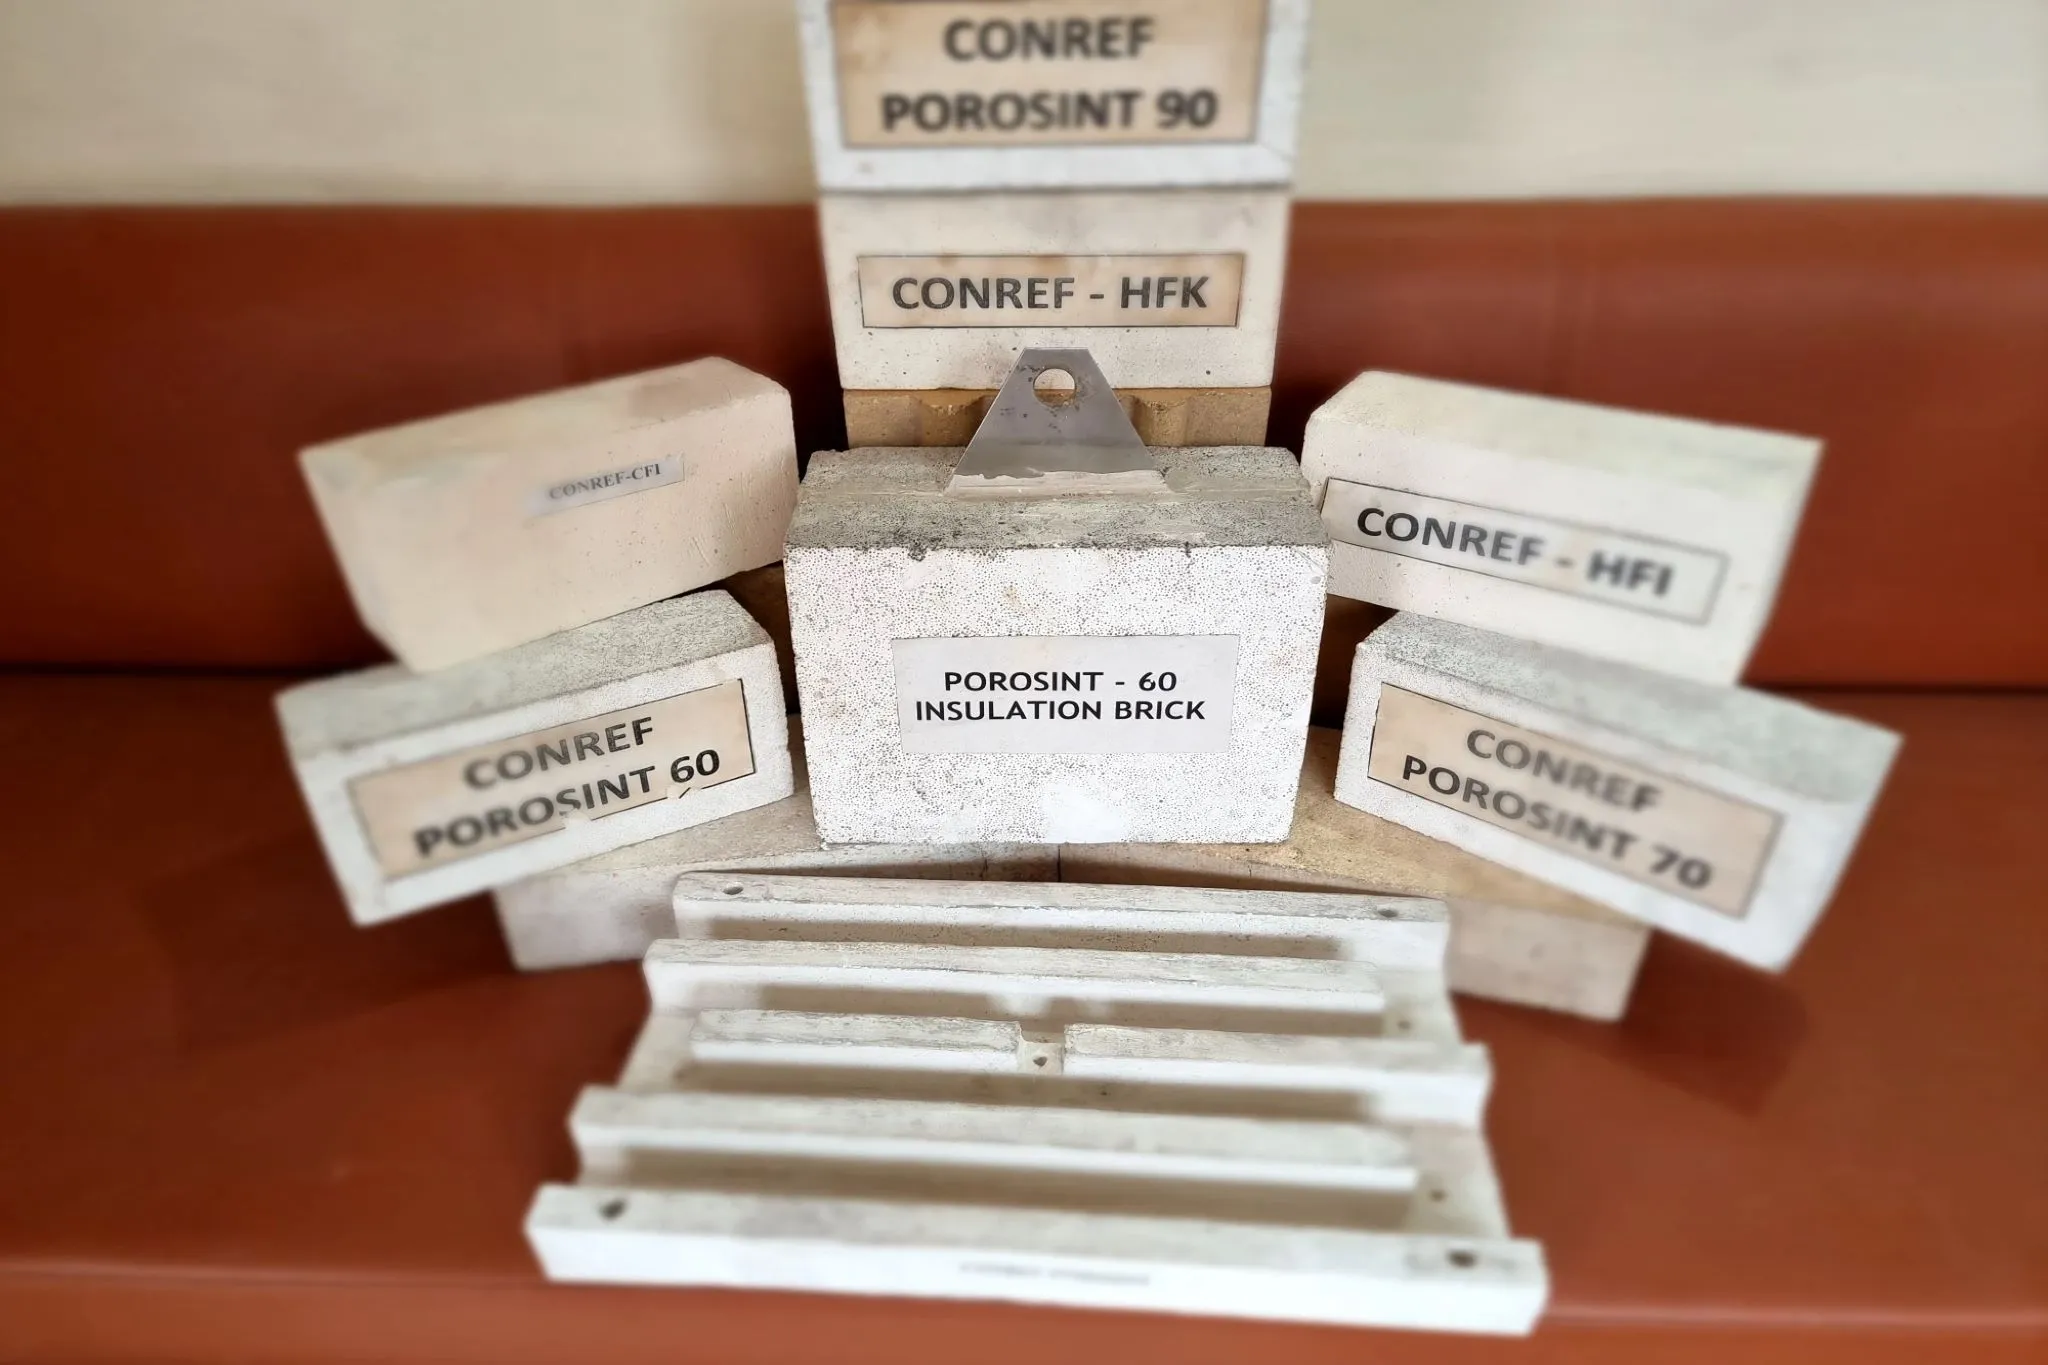 CONREF
POROSINT 90
CONREF - HFK
CONREF-CFI
CONREF - HFI
CONREF
POROSINT 60
POROSINT - 60
INSULATION BRICK
CONREF
POROSINT 70